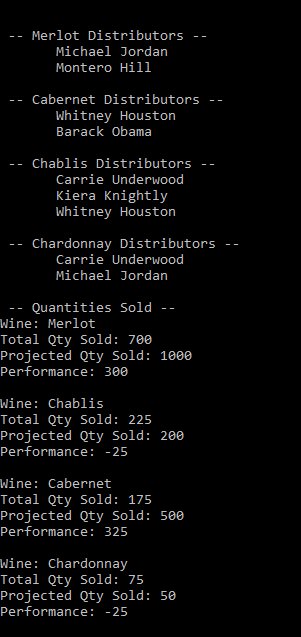 -- Merlot Distributors --
Michael Jordan
Montero Hill
-- Cabernet Distributors --
Whitney Houston
Barack Obama
-- Chablis Distributors --
Carrie Underwood
Kiera Knightly
Whitney Houston
-- Chardonnay Distributors --
Carrie Underwood
Michael Jordan
-- Quantities Sold --
Wine: Merlot
Total Qty Sold: 700
Projected Qty Sold: 1000
Performance: 300
Wine: Chablis
Total Qty Sold: 225
Projected Qty Sold: 200
Performance: -25
Wine: Cabernet
Total Qty Sold: 175
Projected Qty Sold: 500
Performance: 325
Wine: Chardonnay
Total Qty Sold: 75
Projected Qty Sold: 50
Performance: -25